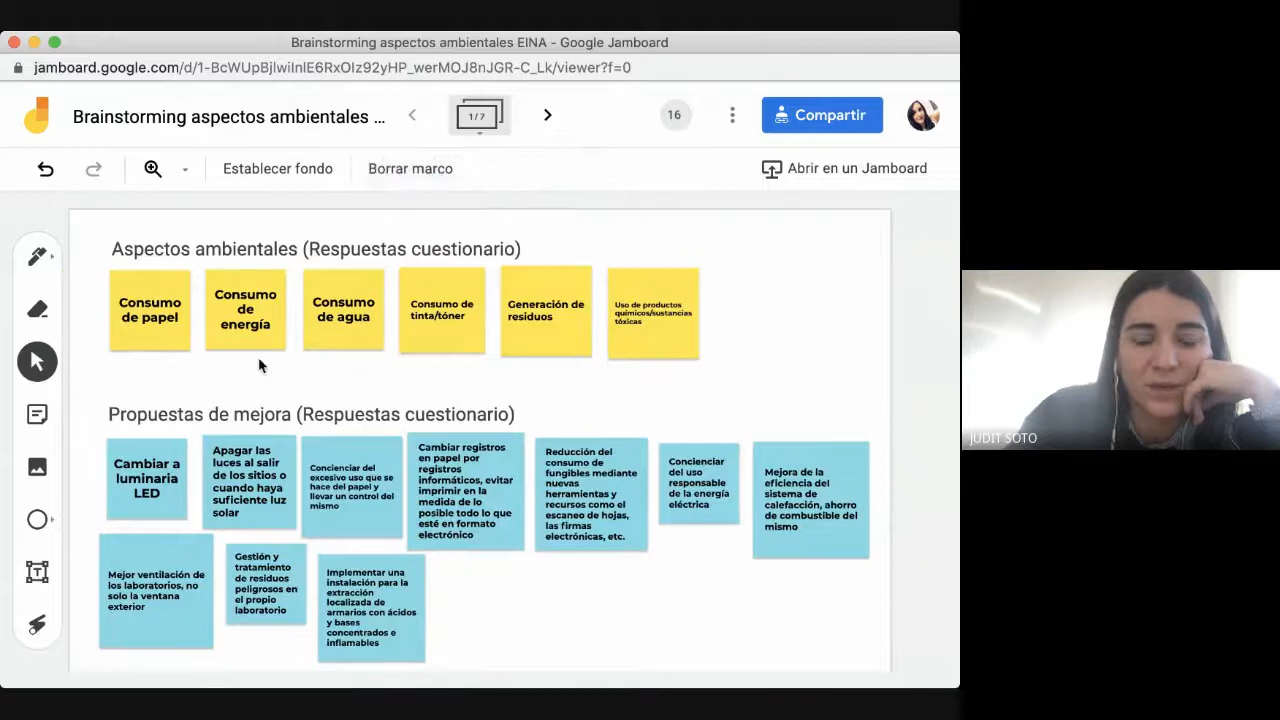 Brainstorming aspectos ambientales EINA - Google Jamboard
Brainstorming aspectos ambientales ...
1/7
16
Compartir
Establecer fondo
Borrar marco
Abrir en un Jamboard
Aspectos ambientales (Respuestas cuestionario)
Consumo
de papel
Consumo
de
energía
Consumo
de agua
Consumo de
tinta/tóner
Generación de
residuos
Uso de productos
químicos/sustancias
tóxicas
Propuestas de mejora (Respuestas cuestionario)
Cambiar a
luminaria
LED
Apagar las
luces al salir
de los sitios o
cuando haya
suficiente luz
solar
Concienciar del
excesivo uso que se
hace del papel y
llevar un control del
mismo
Cambiar registros
en papel por
registros
informáticos, evitar
imprimir en la
medida de lo
posible todo lo que
esté en formato
electrónico
Reducción del
consumo de
fungibles mediante
nuevas
herramientas y
recursos como el
escaneo de hojas,
las firmas
electrónicas, etc.
Concienciar
del uso
responsable
de la energía
eléctrica
Mejora de la
eficiencia del
sistema de
calefacción, ahorro
de combustible del
mismo
Mejor ventilación de
los laboratorios, no
solo la ventana
exterior
Gestión y
tratamiento
de residuos
peligrosos en
el propio
laboratorio
Implementar una
instalación para la
extracción
localizada de
armarios con ácidos
y bases
concentrados e
inflamables
JUDIT SOTO